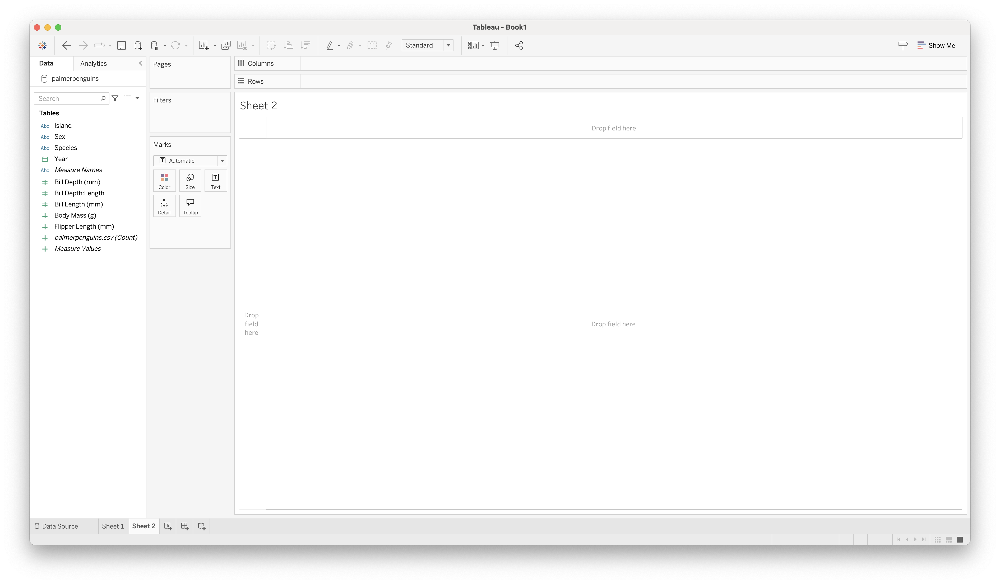 Tableau - Book1
Standard
Show Me
Data
Analytics
palmerpenguins
Search
Tables
Abc Island
Abc Sex
Abc Species
Year
Abc Measure Names
Bill Depth (mm)
Bill Depth:Length
Bill Length (mm)
Body Mass (g)
Flipper Length (mm)
palmerpenguins.csv (Count)
Measure Values
Pages
Filters
Marks
Automatic
Color
Size
Text
Detail
Tooltip
Columns
Rows
Sheet 2
Drop field here
Drop
field
here
Drop field here
Data Source
Sheet 1
Sheet 2